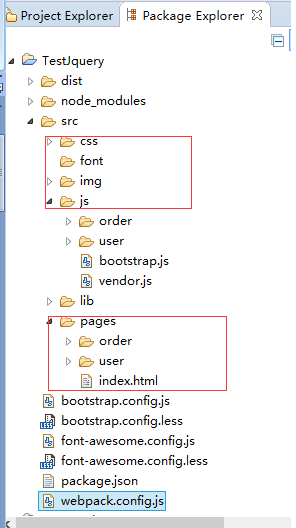 Project Explorer Package Explorer
TestJquery
dist
node_modules
src
css
font
img
js
order
user
bootstrap.js
vendor.js
lib
pages
order
user
index.html
bootstrap.config.js
bootstrap.config.less
font-awesome.config.js
font-awesome.config.less
package.json
webpack.config.js